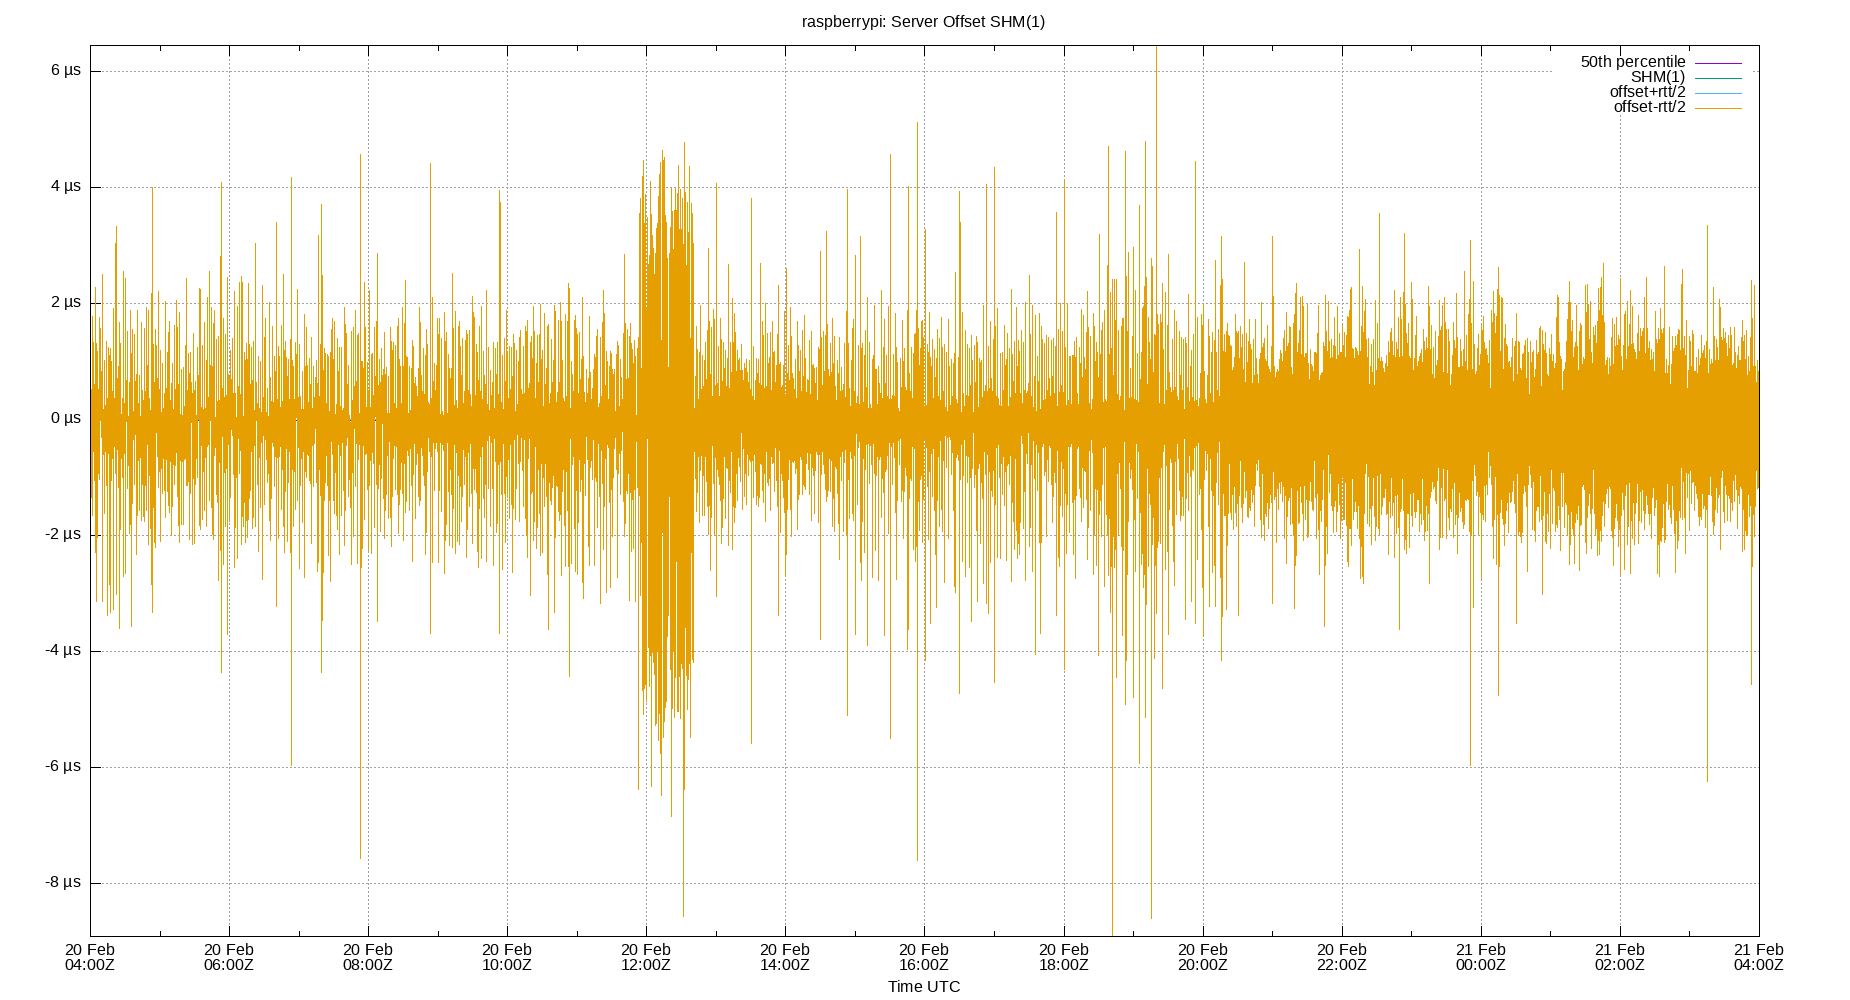 raspberrypi: Server Offset SHM(1)
50th percentile
SHM(1)
offset+rtt/2
offset-rtt/2
6 µs
4 µs
2 µs
0 µs
-2 µs
-4 µs
-6 µs
-8 µs
20 Feb 20 Feb 20 Feb 20 Feb 20 Feb 20 Feb 20 Feb 20 Feb 20 Feb 20 Feb 21 Feb 21 Feb 21 Feb
04:00Z 06:00Z 08:00Z 10:00Z 12:00Z 14:00Z 16:00Z 18:00Z 20:00Z 22:00Z 00:00Z 02:00Z 04:00Z
Time UTC